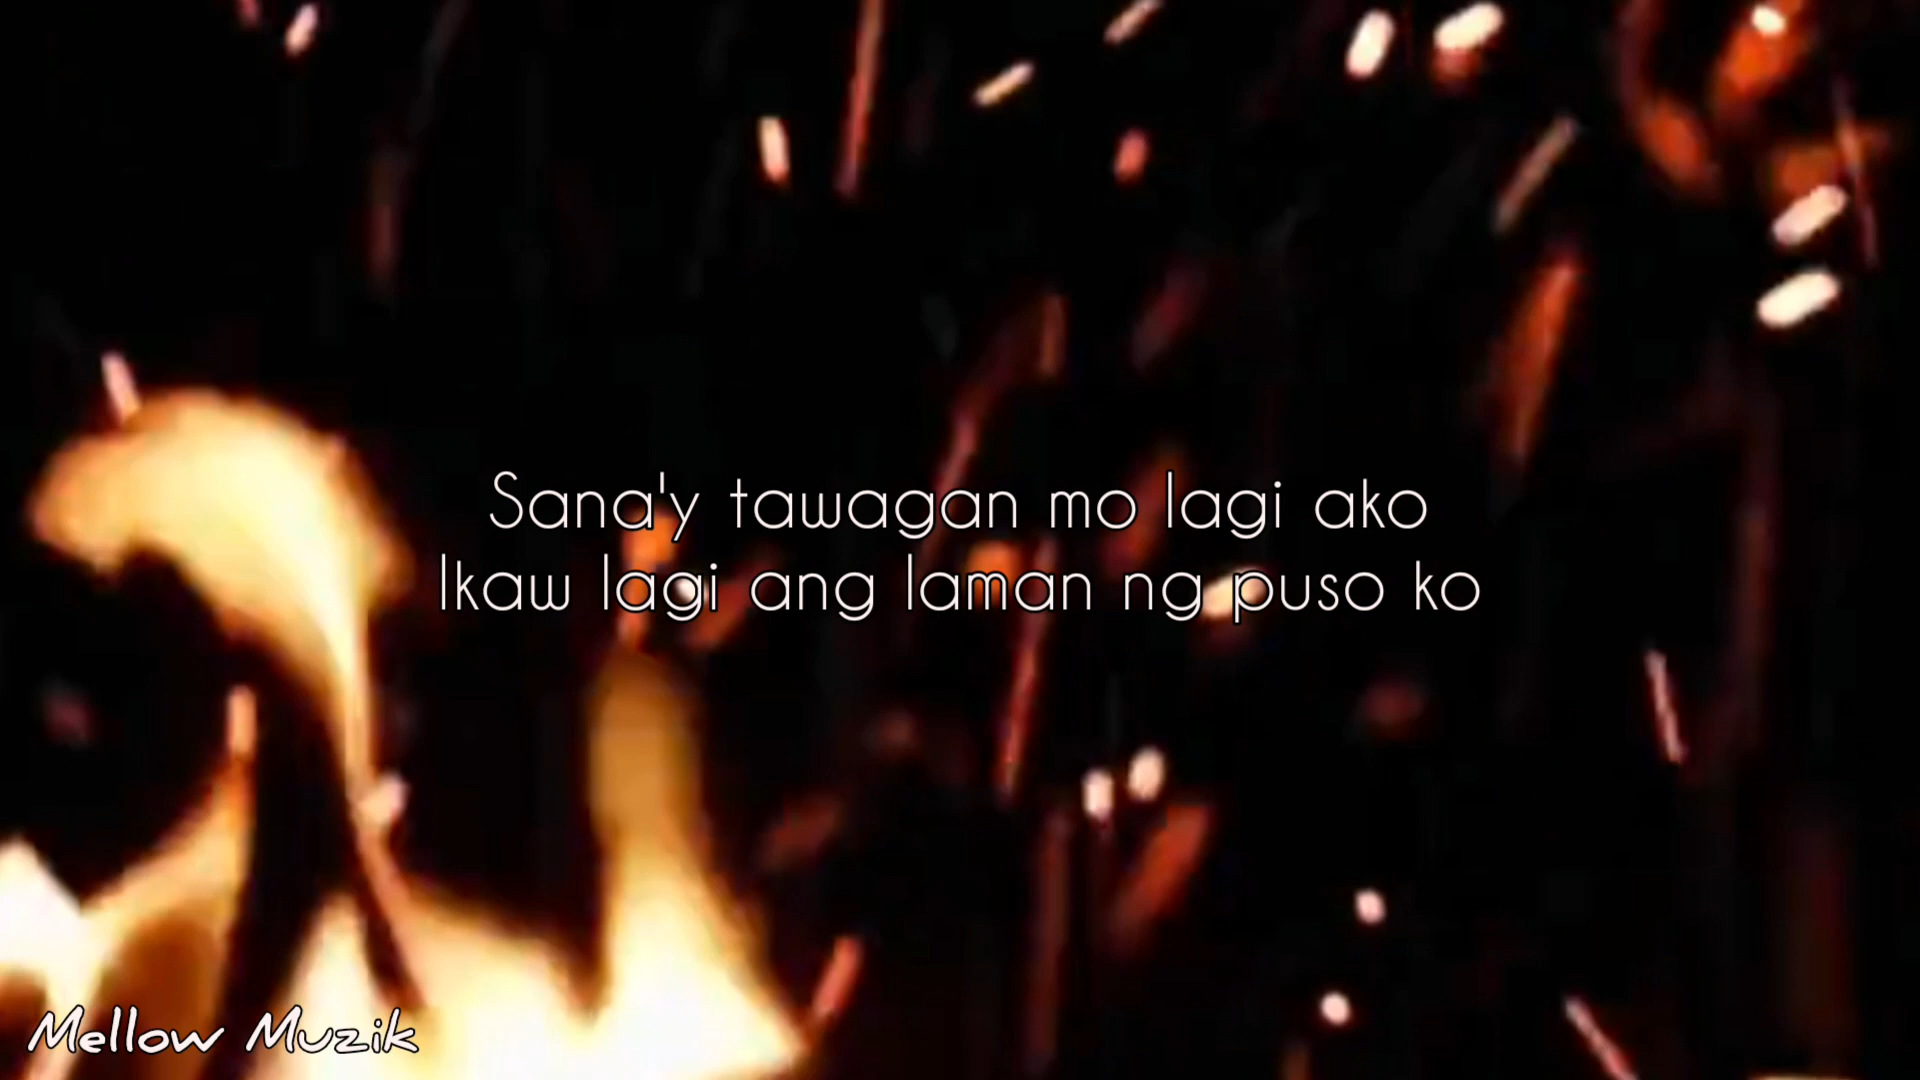 Sana'y tawagan mo lagi ako
Ikaw lagi ang laman ng puso ko
Mellow Muzik